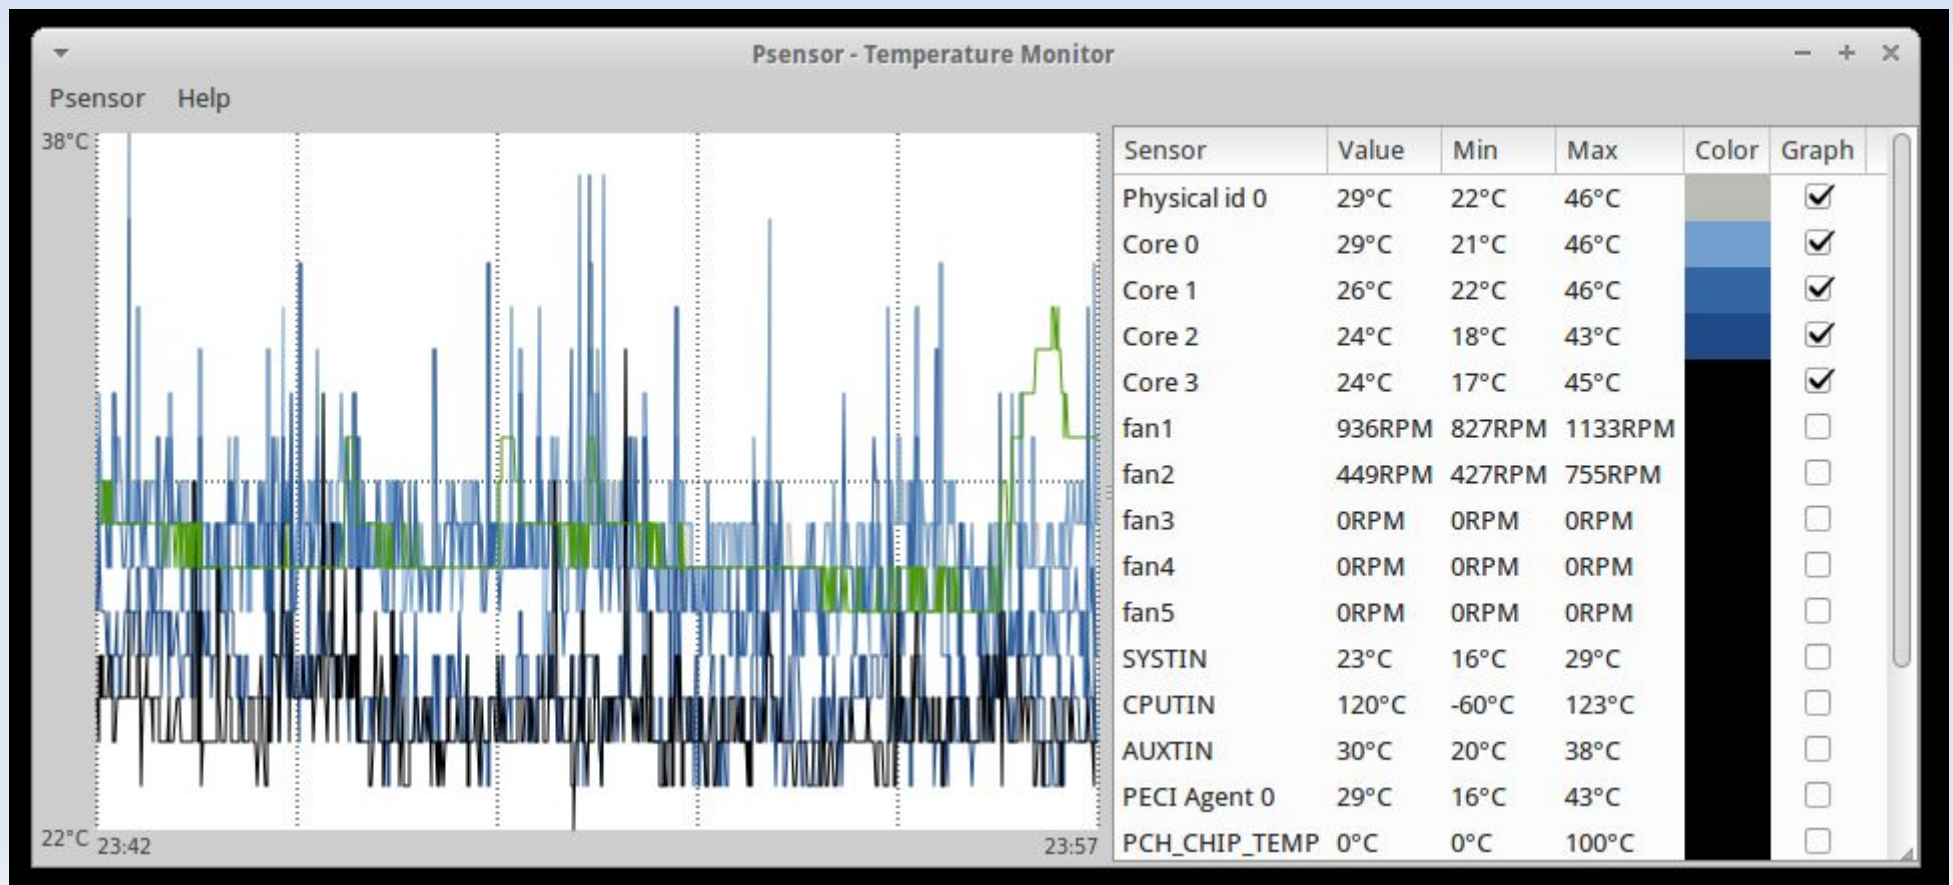 Psensor - Temperature Monitor
Psensor Help
38°C
22°C
23:42 23:57
Sensor Value Min Max Color Graph
Physical id 0 29°C 22°C 46°C
Core 0 29°C 21°C 46°C
Core 1 26°C 22°C 46°C
Core 2 24°C 18°C 43°C
Core 3 24°C 17°C 45°C
fan1 936RPM 827RPM 1133RPM
fan2 449RPM 427RPM 755RPM
fan3 0RPM 0RPM 0RPM
fan4 0RPM 0RPM 0RPM
fan5 0RPM 0RPM 0RPM
SYSTIN 23°C 16°C 29°C
CPUTIN 120°C -60°C 123°C
AUXTIN 30°C 20°C 38°C
PECI Agent 0 29°C 16°C 43°C
PCH_CHIP_TEMP 0°C 0°C 100°C